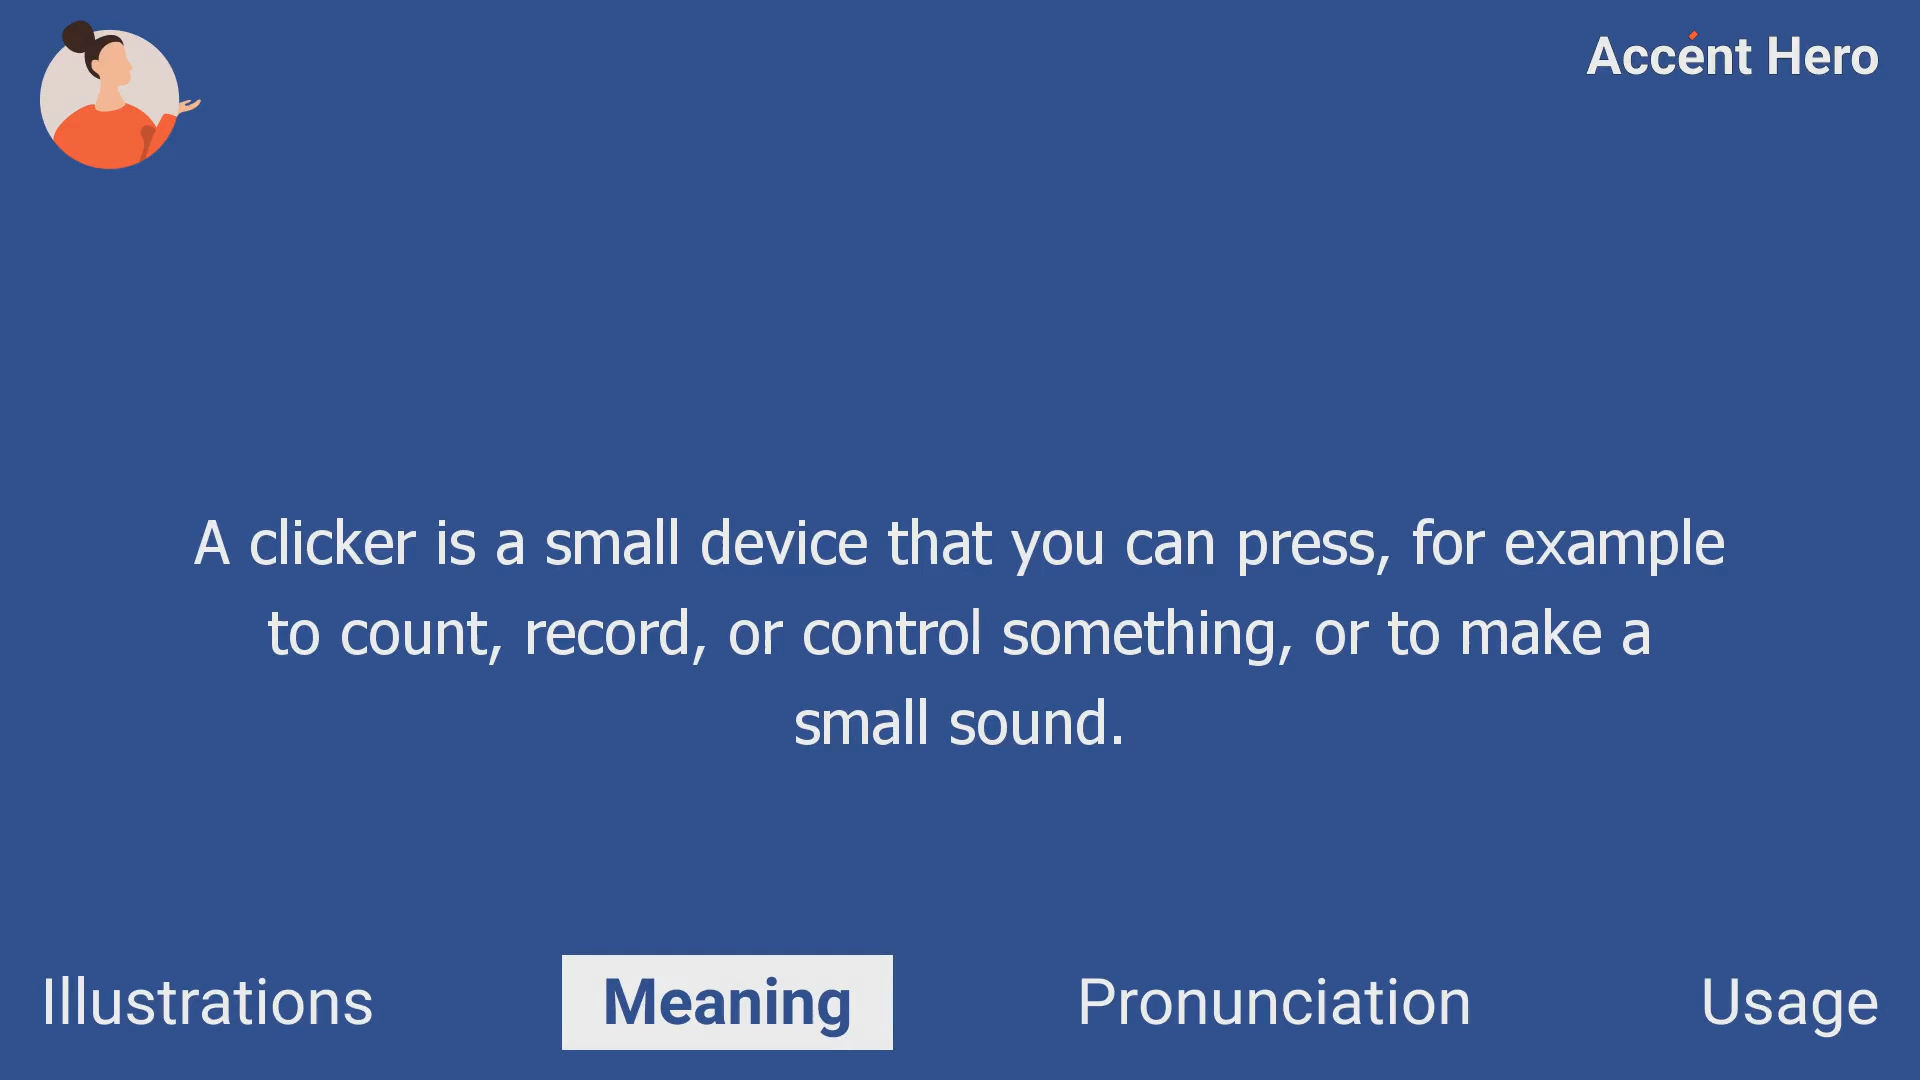 Accént Hero
A clicker is a small device that you can press, for example
to count, record, or control something, or to make a
small sound.
Illustrations
Meaning
Pronunciation
Usage